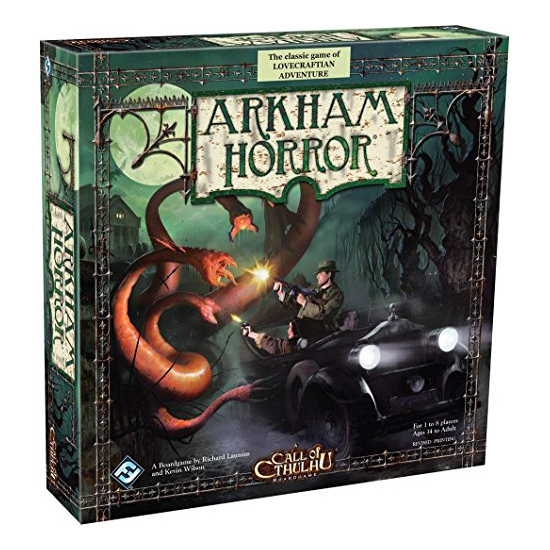 The classic game of
LOVECRAFTIAN
ADVENTURE
ARKHAM
HORROR
ARKHAM
HORROR
For 1 to 8 players
Ages 14 to Adult
REVISED PRINTING
A Boardgame by Richard Launius
and Kevin Wilson
A
CALL OF
CTHULHU
BOARDGAME